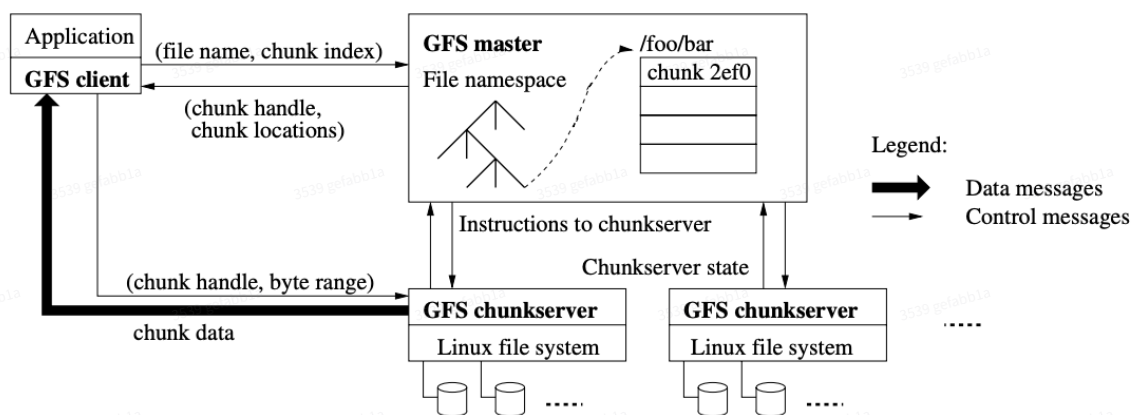 Application
GFS client
(file name, chunk index)
(chunk handle,
chunk locations)
GFS master
File namespace
/foo/bar
chunk 2ef0
Legend:
Data messages
Control messages
Instructions to chunkserver
Chunkserver state
(chunk handle, byte range)
chunk data
GFS chunkserver
Linux file system
GFS chunkserver
Linux file system
3539 gefabb1a